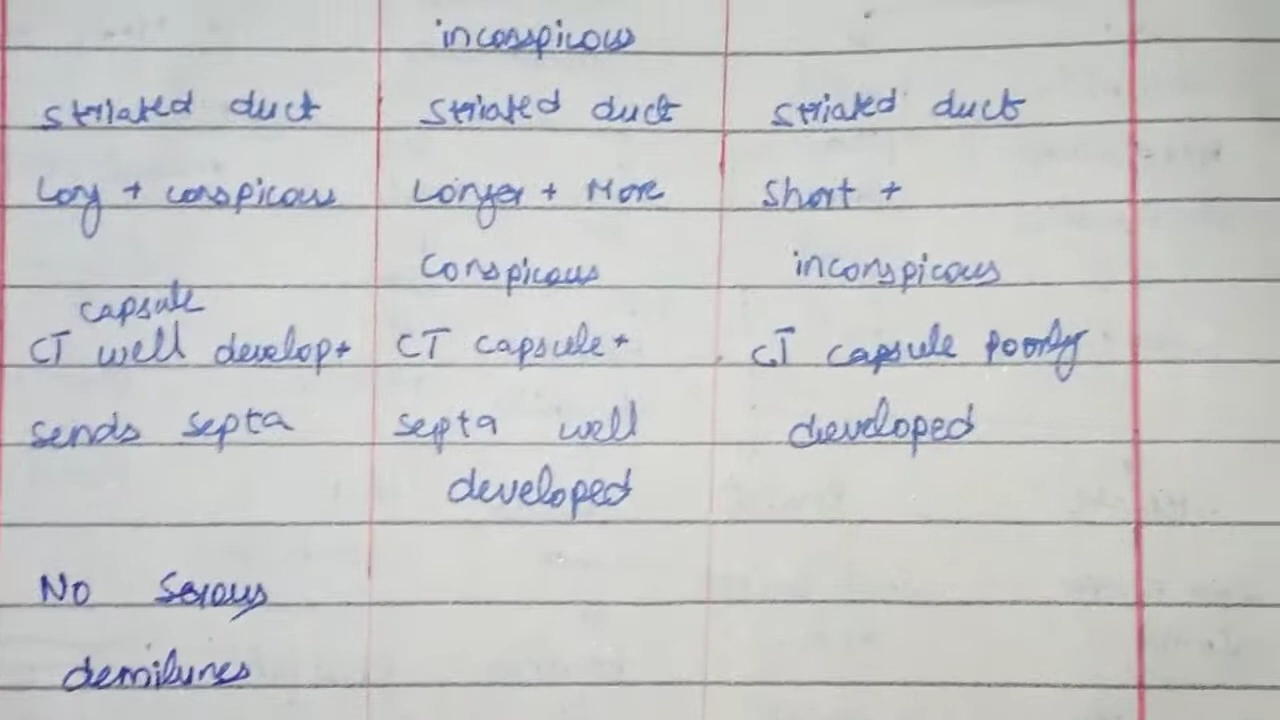 inconspicous
striated duct striated duct striated duct
Long + conspicous Longer + More Short +
conspicous inconspicous
capsule
CT well develop + CT capsule + CT capsule poorly
sends septa septa well developed
developed
No Serous
demilunes